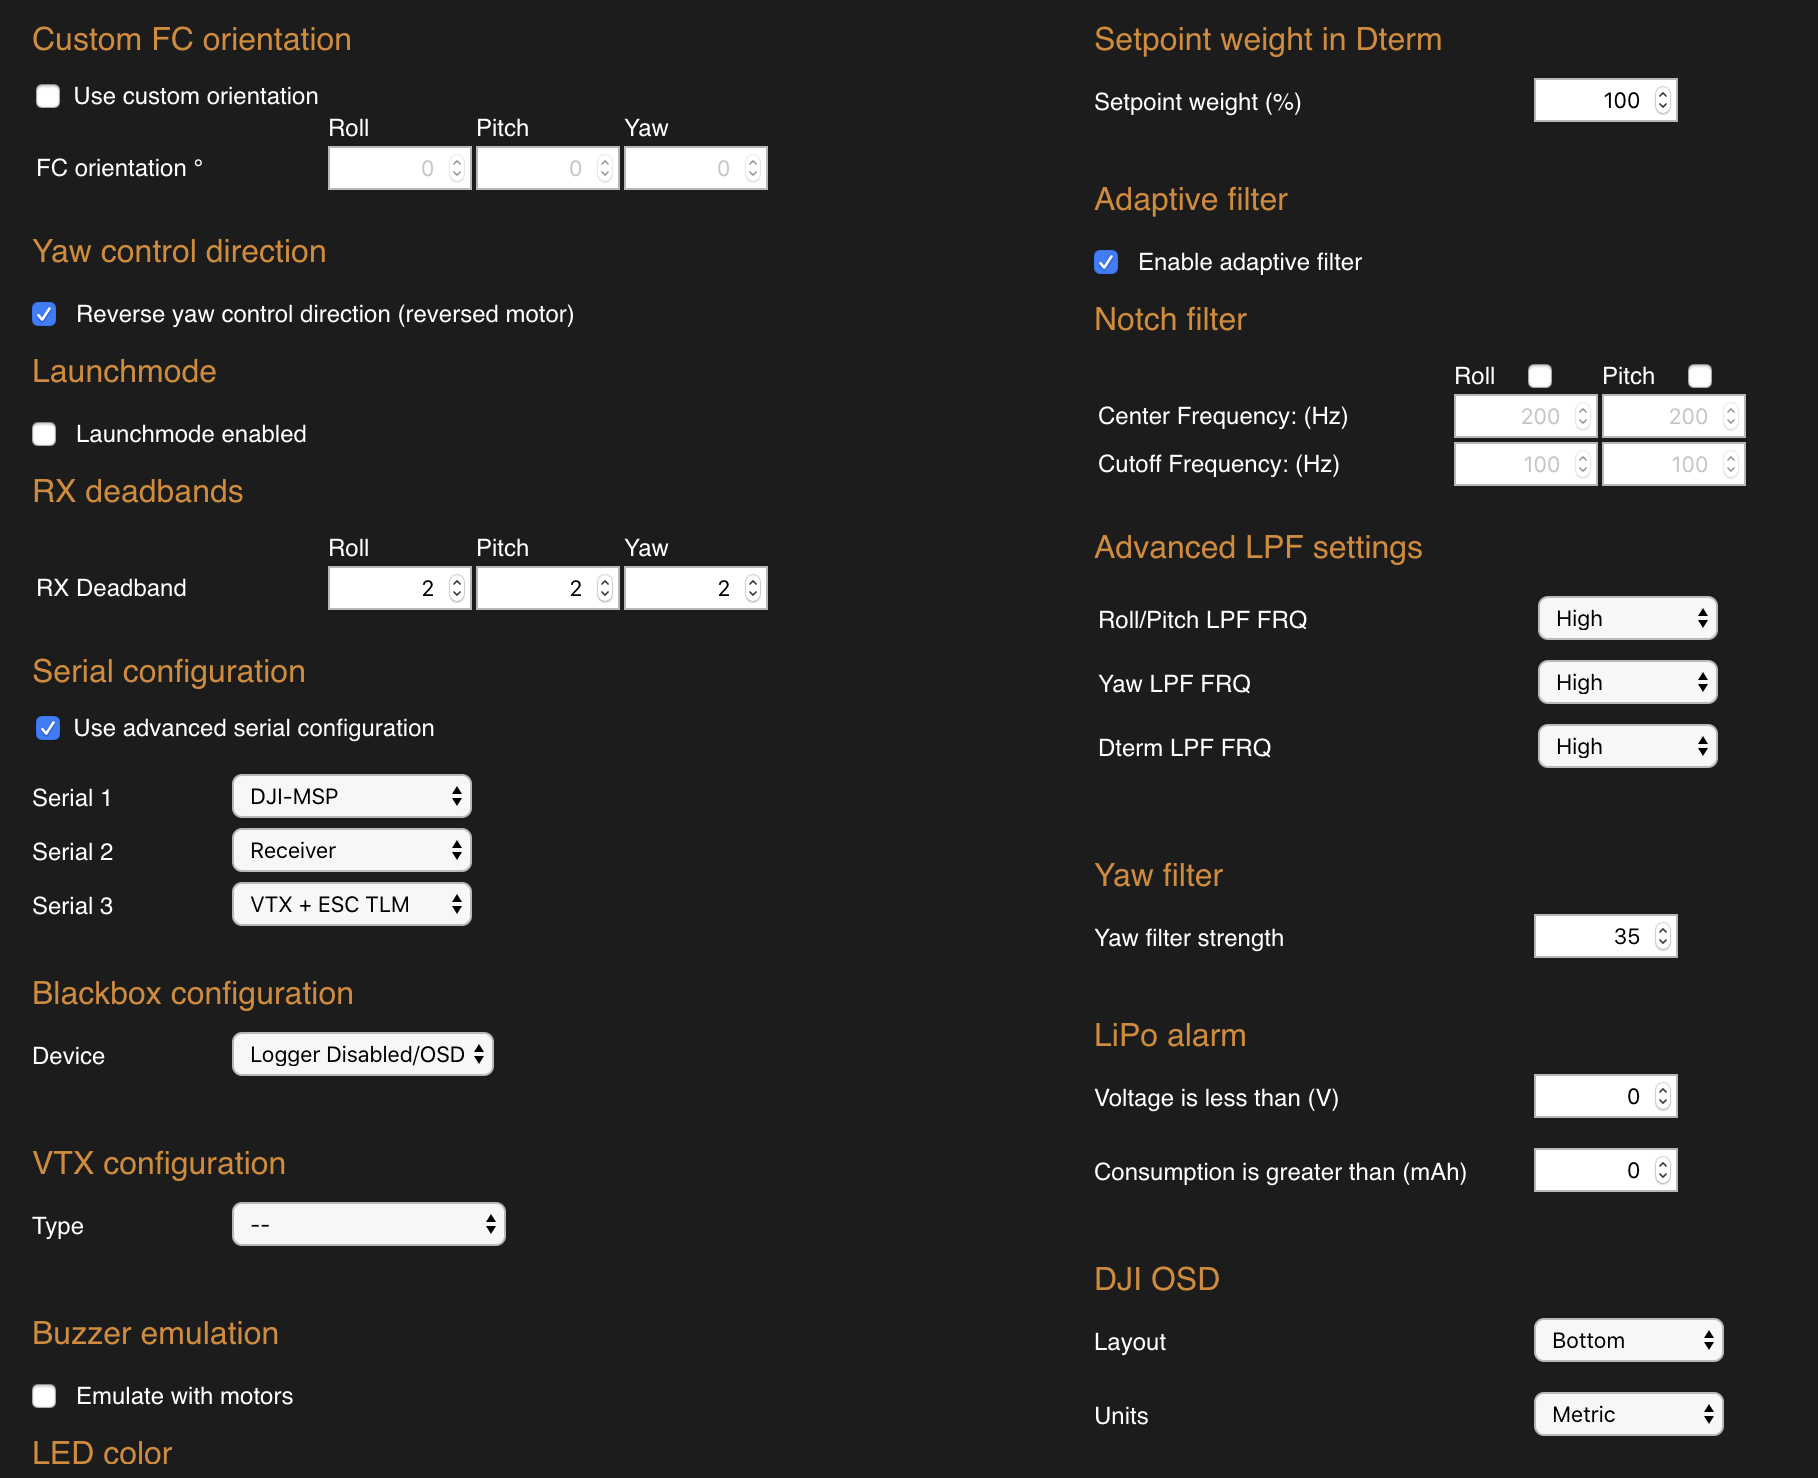 Custom FC orientation
Use custom orientation
Roll Pitch Yaw
FC orientation ° 0 0 0
Yaw control direction
Reverse yaw control direction (reversed motor)
Launchmode
Launchmode enabled
RX deadbands
Roll Pitch Yaw
RX Deadband 2 2 2
Serial configuration
Use advanced serial configuration
Serial 1 DJI-MSP
Serial 2 Receiver
Serial 3 VTX + ESC TLM
Blackbox configuration
Device Logger Disabled/OSD
VTX configuration
Type --
Buzzer emulation
Emulate with motors
LED color
Setpoint weight in Dterm
Setpoint weight (%) 100
Adaptive filter
Enable adaptive filter
Notch filter
Roll Pitch
Center Frequency: (Hz) 200 200
Cutoff Frequency: (Hz) 100 100
Advanced LPF settings
Roll/Pitch LPF FRQ High
Yaw LPF FRQ High
Dterm LPF FRQ High
Yaw filter
Yaw filter strength 35
LiPo alarm
Voltage is less than (V) 0
Consumption is greater than (mAh) 0
DJI OSD
Layout Bottom
Units Metric